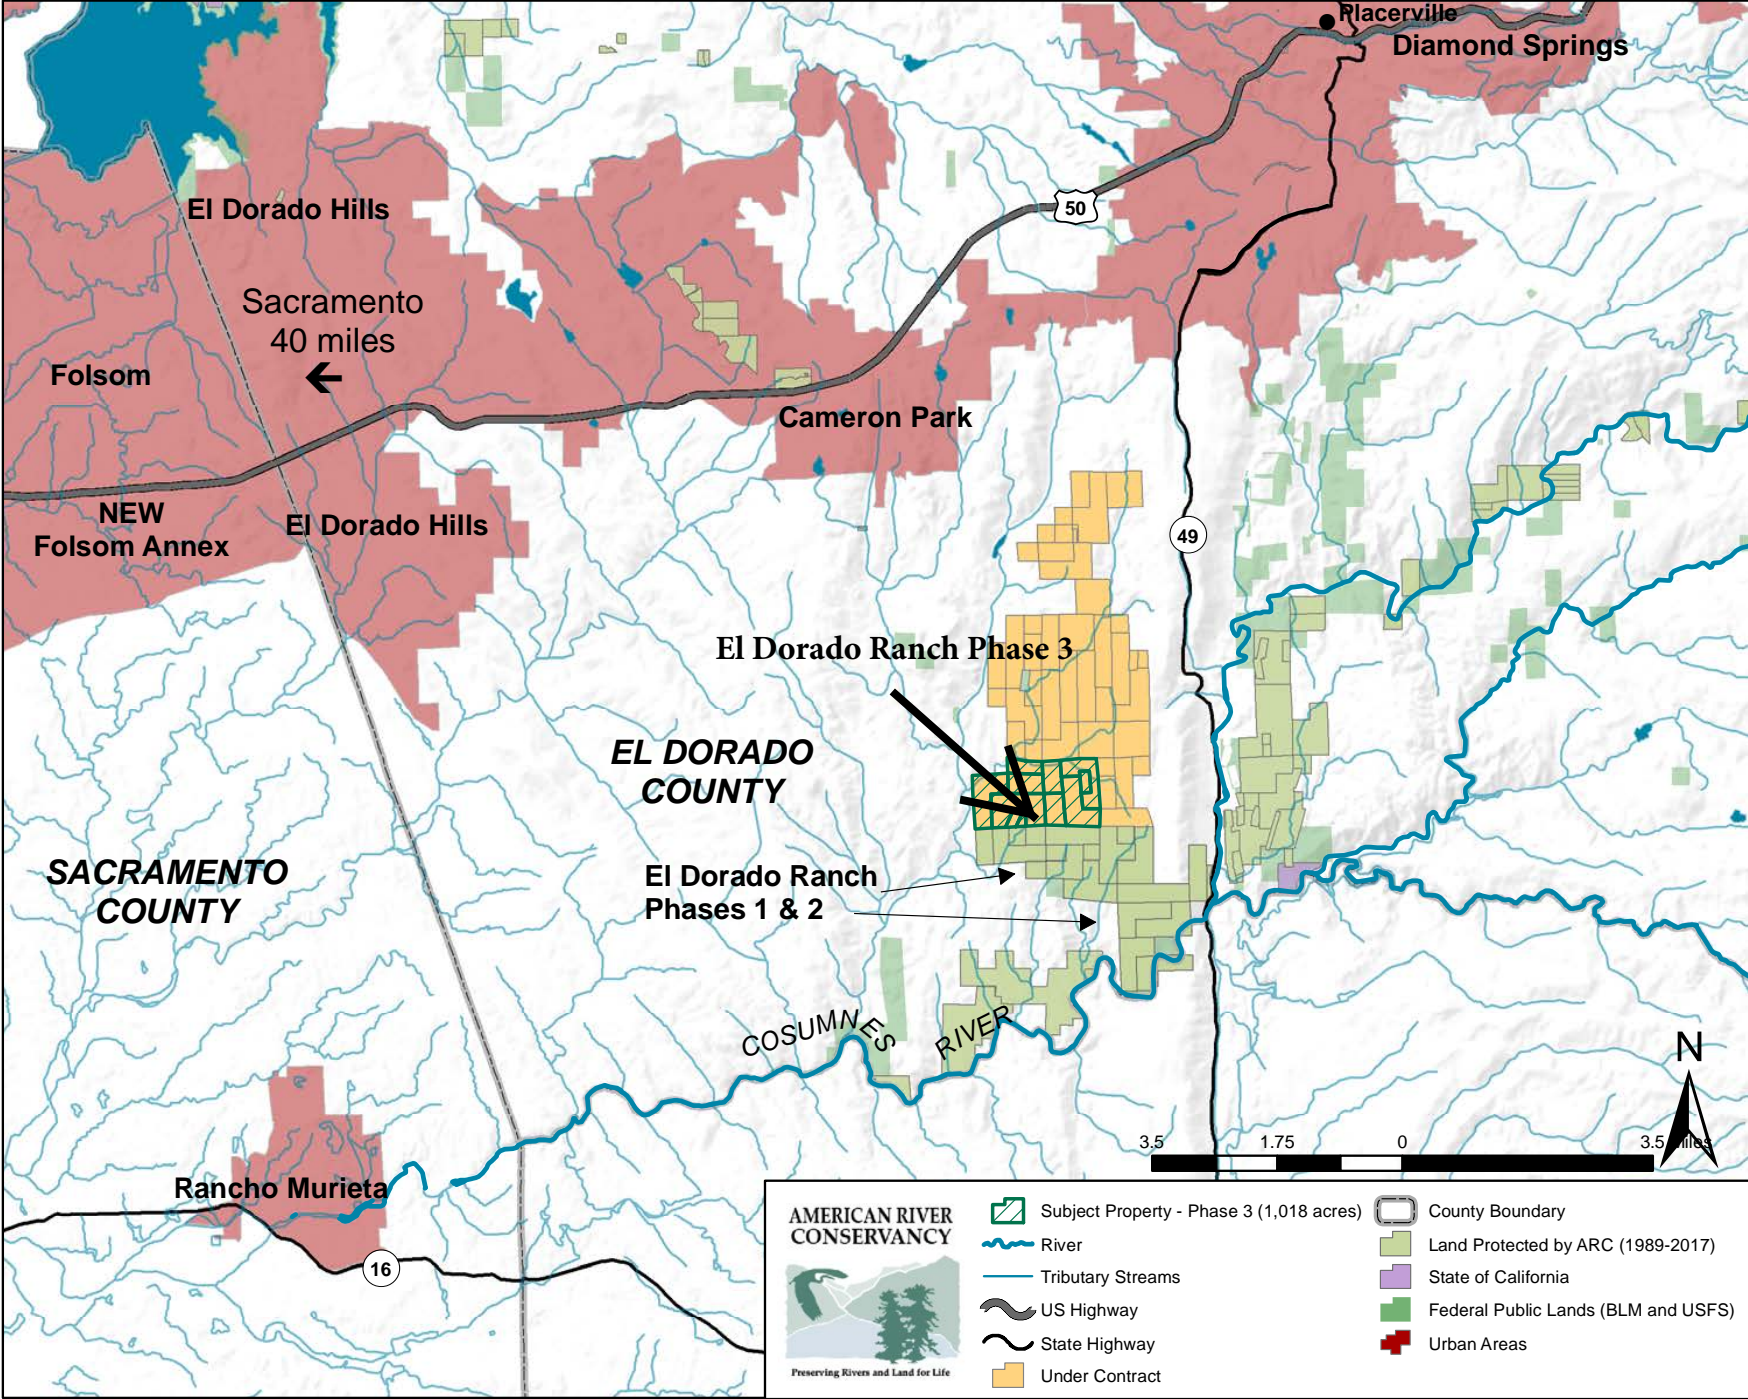 Placerville
Diamond Springs
50
El Dorado Hills
Sacramento
40 miles
Folsom
Cameron Park
NEW
Folsom Annex
El Dorado Hills
49
El Dorado Ranch Phase 3
EL DORADO
COUNTY
SACRAMENTO
COUNTY
El Dorado Ranch
Phases 1 & 2
COSUMNES RIVER
N
3.5 1.75 0 3.5 Miles
Rancho Murieta
16
AMERICAN RIVER
CONSERVANCY
Preserving Rivers and Land for Life
Subject Property - Phase 3 (1,018 acres)
River
Tributary Streams
US Highway
State Highway
Under Contract
County Boundary
Land Protected by ARC (1989-2017)
State of California
Federal Public Lands (BLM and USFS)
Urban Areas